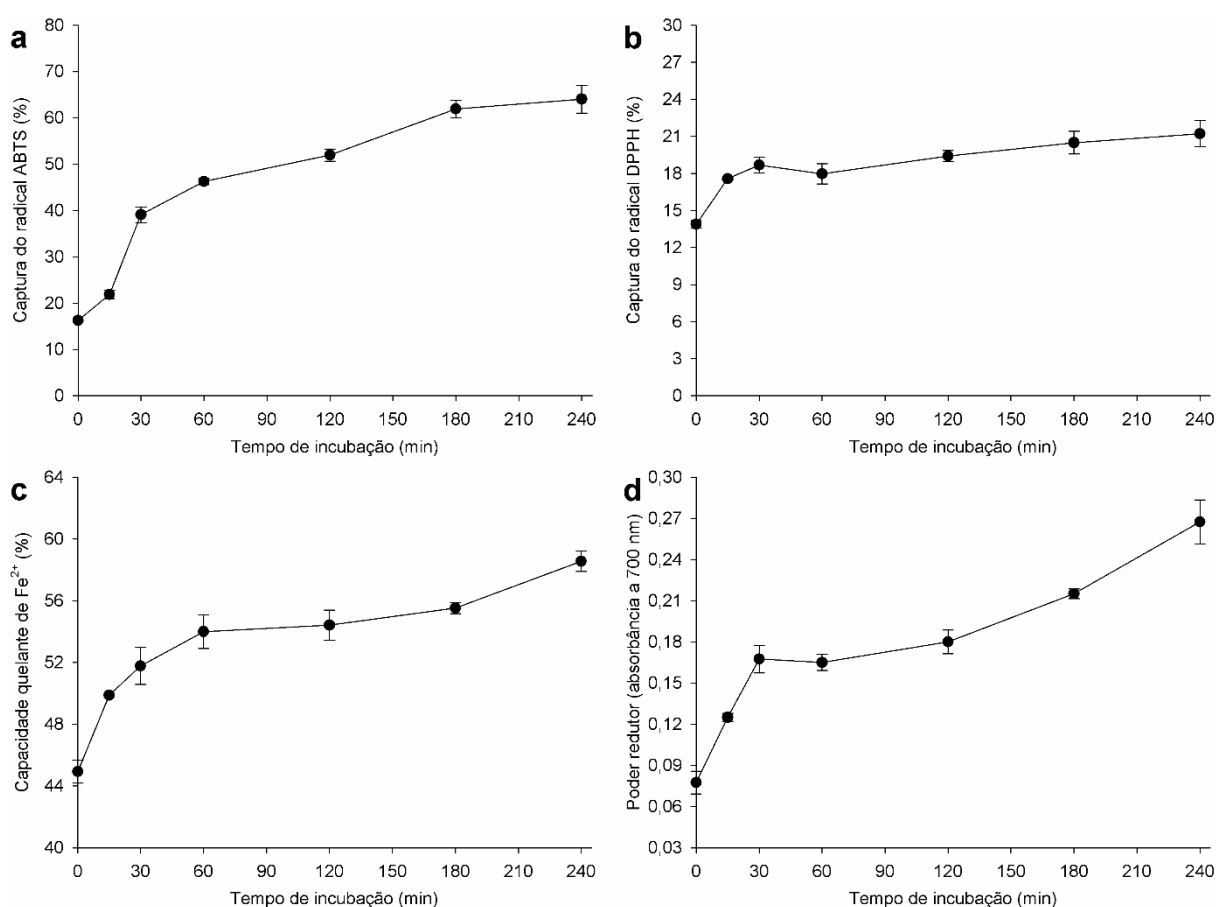 a
Captura do radical ABTS (%)
80
70
60
50
40
30
20
10
0
0 30 60 90 120 150 180 210 240
Tempo de incubação (min)
b
Captura do radical DPPH (%)
30
27
24
21
18
15
12
9
6
3
0
0 30 60 90 120 150 180 210 240
Tempo de incubação (min)
c
Capacidade quelante de Fe²⁺ (%)
64
60
56
52
48
44
40
0 30 60 90 120 150 180 210 240
Tempo de incubação (min)
d
Poder redutor (absorbância a 700 nm)
0,30
0,27
0,24
0,21
0,18
0,15
0,12
0,09
0,06
0,03
0 30 60 90 120 150 180 210 240
Tempo de incubação (min)